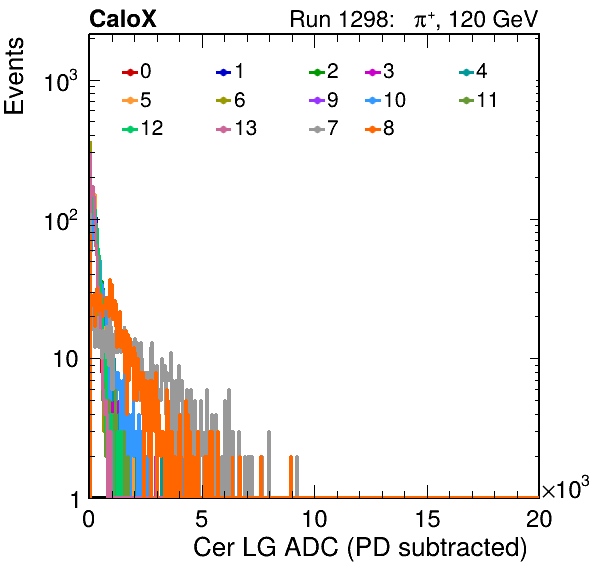 CaloX Run 1298: π⁺, 120 GeV
Events
0 1 2 3 4
5 6 9 10 11
12 13 7 8
10³
10²
10
1
0 5 10 15 20
×10³
Cer LG ADC (PD subtracted)